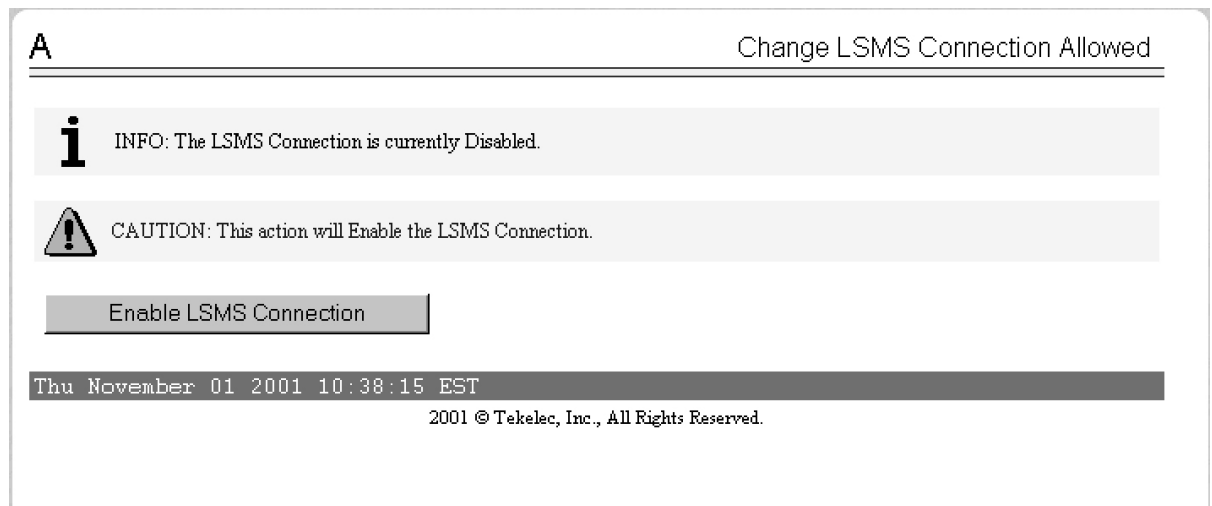 A
Change LSMS Connection Allowed
INFO: The LSMS Connection is currently Disabled.
CAUTION: This action will Enable the LSMS Connection.
Enable LSMS Connection
Thu November 01 2001 10:38:15 EST
2001 © Tekelec, Inc., All Rights Reserved.